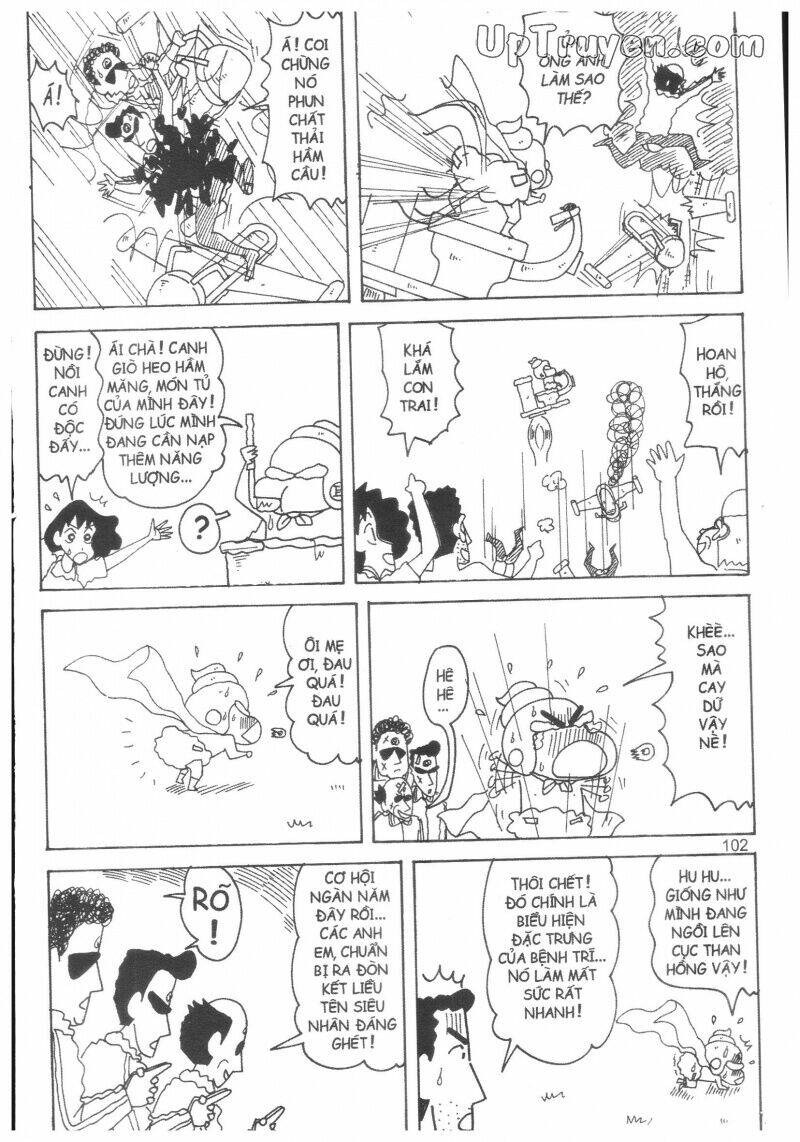 UpTruyen.com
ÔNG ANH
LÀM SAO
THẾ?
Á! COI
CHỪNG
NÓ
PHUN
CHẤT
THẢI
HẦM
CẦU!
Á!
HOAN
HÔ,
THẮNG
RỒI!
KHÁ
LẮM
CON
TRAI!
ÁI CHÀ! CANH
GIÒ HEO HẦM
MĂNG, MÓN TỦ
CỦA MÌNH ĐÂY!
ĐÚNG LÚC MÌNH
ĐANG CẦN NẠP
THÊM NĂNG
LƯỢNG...
?
ĐỪNG!
NỒI
CANH
CÓ
ĐỘC
ĐẤY...
KHÈÈ...
SAO
MÀ
CAY
DỮ
VẬY
NÈ!
HÊ
HÊ
...
ÔI MẸ
ƠI, ĐAU
QUÁ!
ĐAU
QUÁ!
102
HU HU...
GIỐNG NHƯ
MÌNH ĐANG
NGỒI LÊN
CỤC THAN
HỒNG VẬY!
THÔI CHẾT!
ĐÓ CHÍNH LÀ
BIỂU HIỆN
ĐẶC TRƯNG
CỦA BỆNH TRĨ...
NÓ LÀM MẤT
SỨC RẤT
NHANH!
CƠ HỘI
NGÀN NĂM
ĐÂY RỒI...
CÁC ANH
EM, CHUẨN
BỊ RA ĐÒN
KẾT LIỄU
TÊN SIÊU
NHÂN ĐÁNG
GHÉT!
RÕ
!